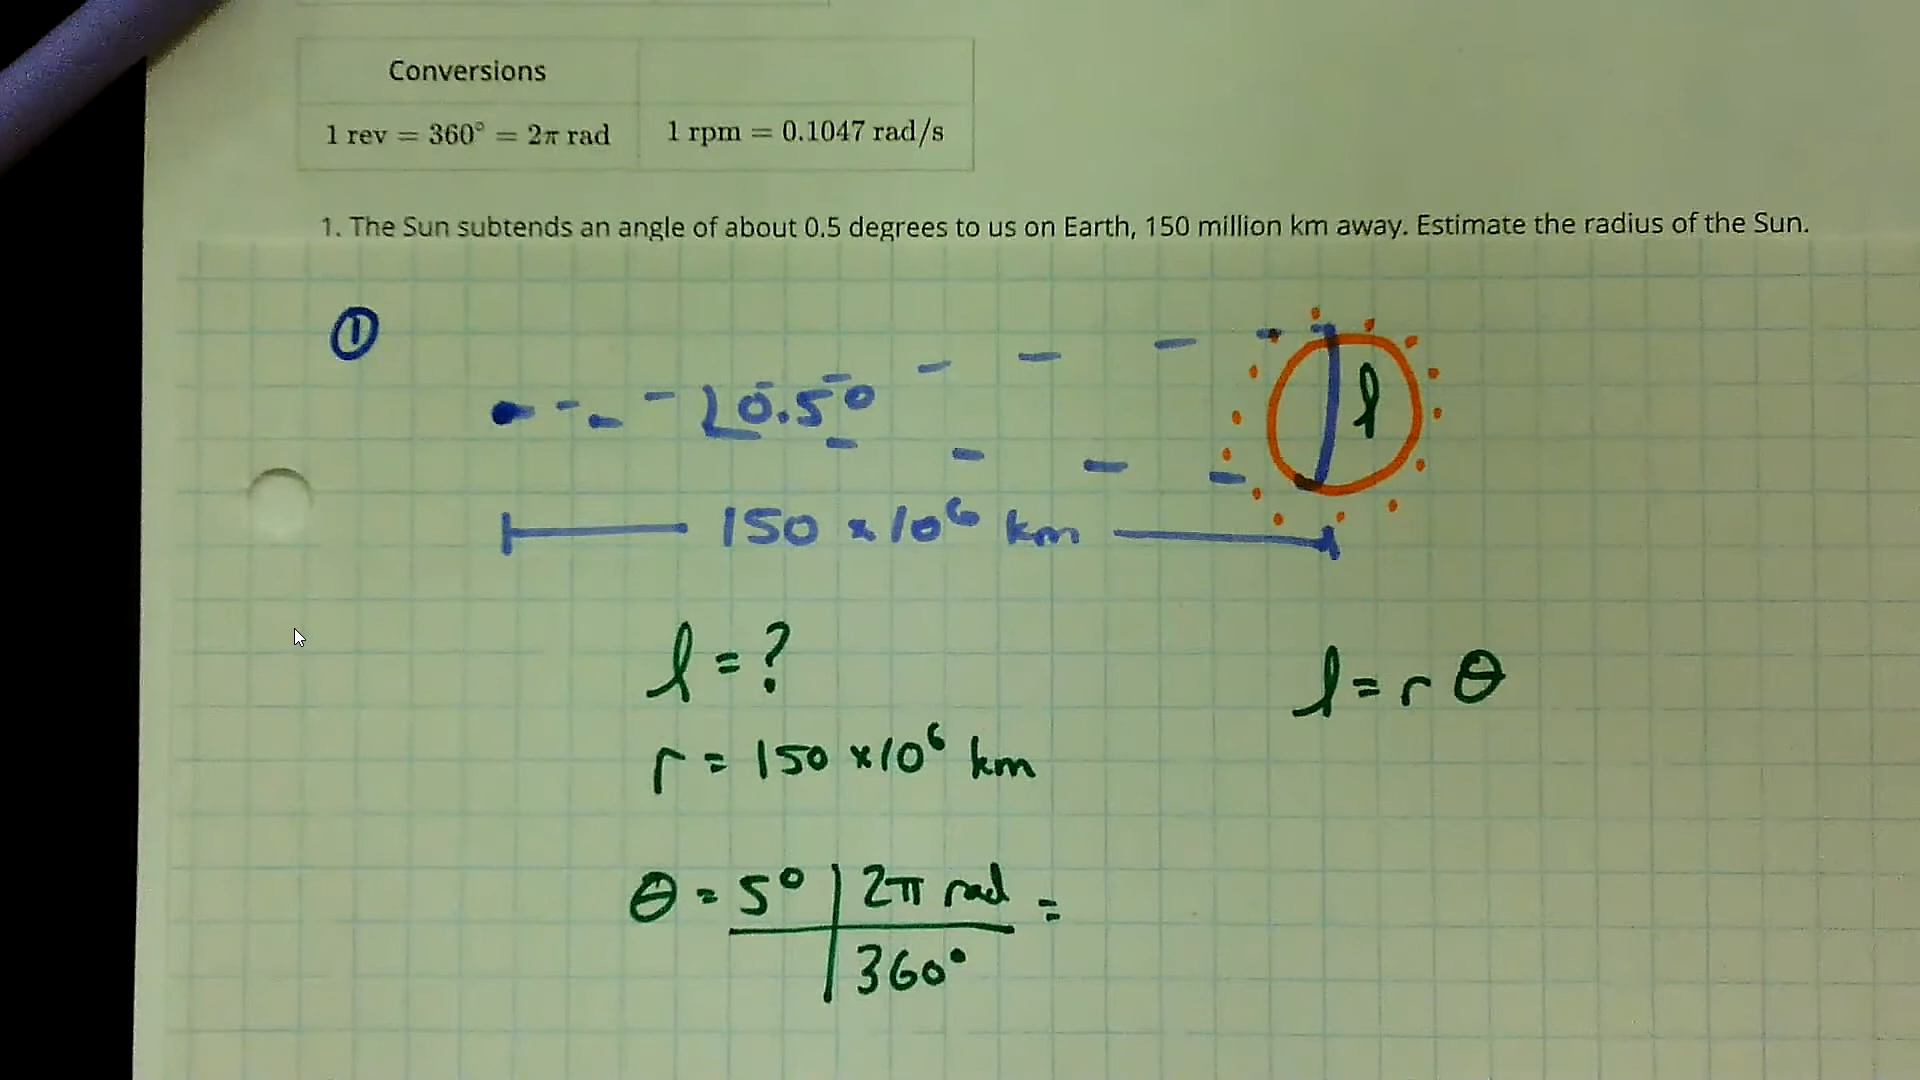 Conversions
1 rev = 360° = 2π rad
1 rpm = 0.1047 rad/s
1. The Sun subtends an angle of about 0.5 degrees to us on Earth, 150 million km away. Estimate the radius of the Sun.
①
0.5°
l
150 × 10⁶ km
l = ?
l = r θ
r = 150 × 10⁶ km
θ = 5° | 2π rad =
360°